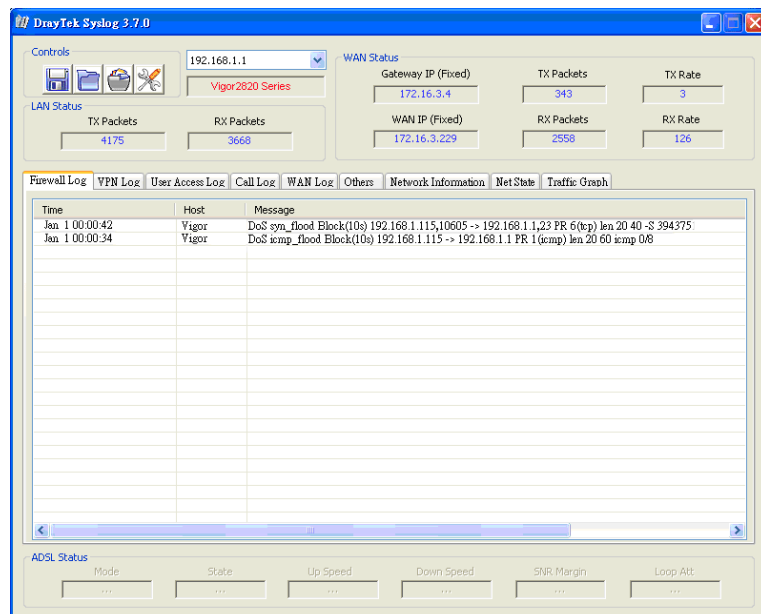 DrayTek Syslog 3.7.0
Controls
192.168.1.1
Vigor2820 Series
WAN Status
Gateway IP (Fixed) TX Packets TX Rate
172.16.3.4 343 3
WAN IP (Fixed) RX Packets RX Rate
172.16.3.229 2558 126
LAN Status
TX Packets RX Packets
4175 3668
Firewall Log VPN Log User Access Log Call Log WAN Log Others Network Information Net State Traffic Graph
Time Host Message
Jan 1 00:00:42 Vigor DoS syn_flood Block(10s) 192.168.1.115,10605 -> 192.168.1.1,23 PR 6(tcp) len 20 40 -S 394375
Jan 1 00:00:34 Vigor DoS icmp_flood Block(10s) 192.168.1.115 -> 192.168.1.1 PR 1(icmp) len 20 60 icmp 0/8
ADSL Status
Mode State Up Speed Down Speed SNR Margin Loop Att
... ... ... ... ... ...